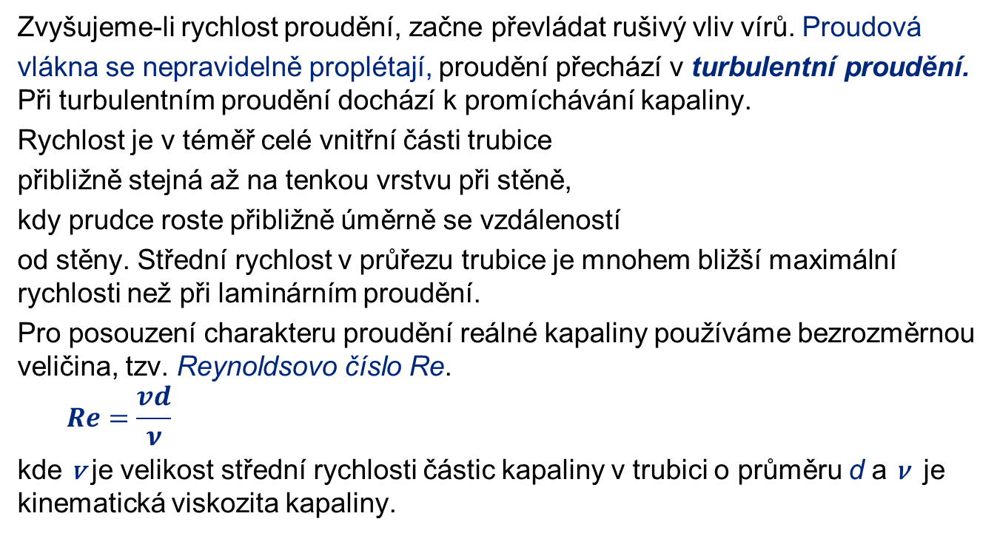 Zvyšujeme-li rychlost proudění, začne převládat rušivý vliv vírů. Proudová
vlákna se nepravidelně proplétají, proudění přechází v turbulentní proudění.
Při turbulentním proudění dochází k promíchávání kapaliny.
Rychlost je v téměř celé vnitřní části trubice
přibližně stejná až na tenkou vrstvu při stěně,
kdy prudce roste přibližně úměrně se vzdáleností
od stěny. Střední rychlost v průřezu trubice je mnohem bližší maximální
rychlosti než při laminárním proudění.
Pro posouzení charakteru proudění reálné kapaliny používáme bezrozměrnou
veličina, tzv. Reynoldsovo číslo Re.
Re = vd/ν
kde v je velikost střední rychlosti částic kapaliny v trubici o průměru d a ν je
kinematická viskozita kapaliny.